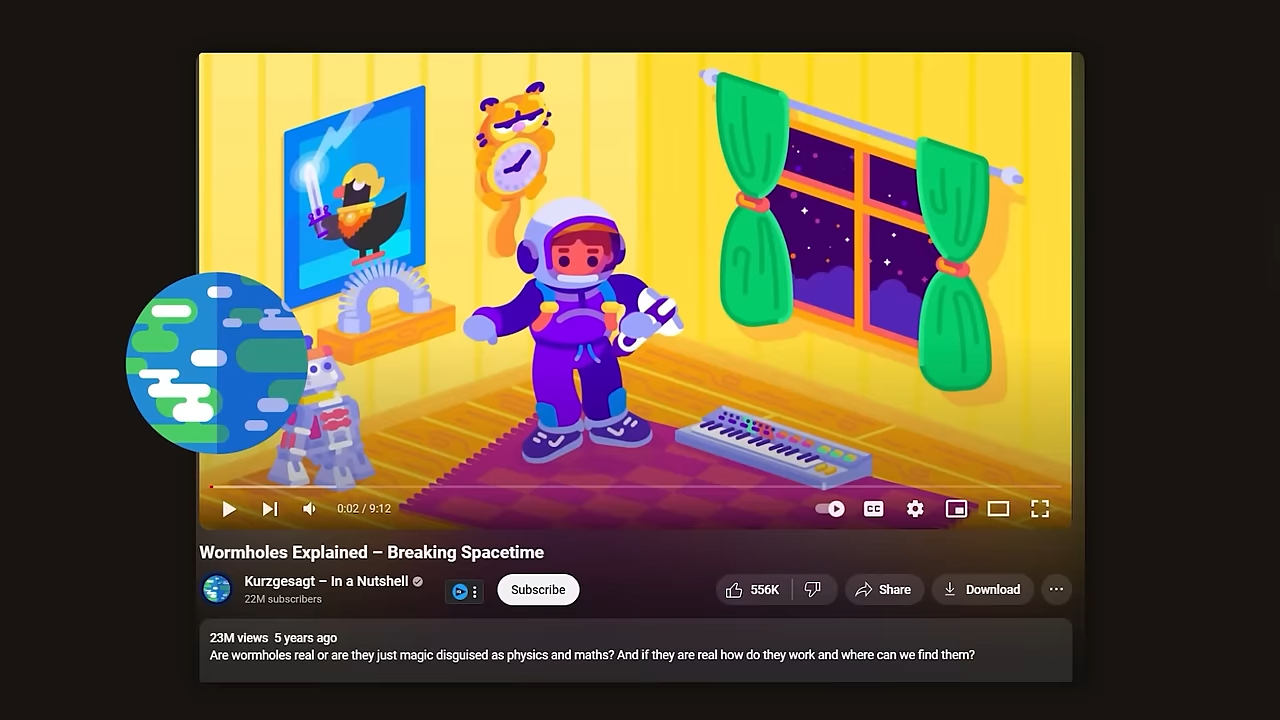 0:02 / 9:12
CC
Wormholes Explained – Breaking Spacetime
Kurzgesagt – In a Nutshell
22M subscribers
Subscribe
556K
Share
Download
23M views 5 years ago
Are wormholes real or are they just magic disguised as physics and maths? And if they are real how do they work and where can we find them?